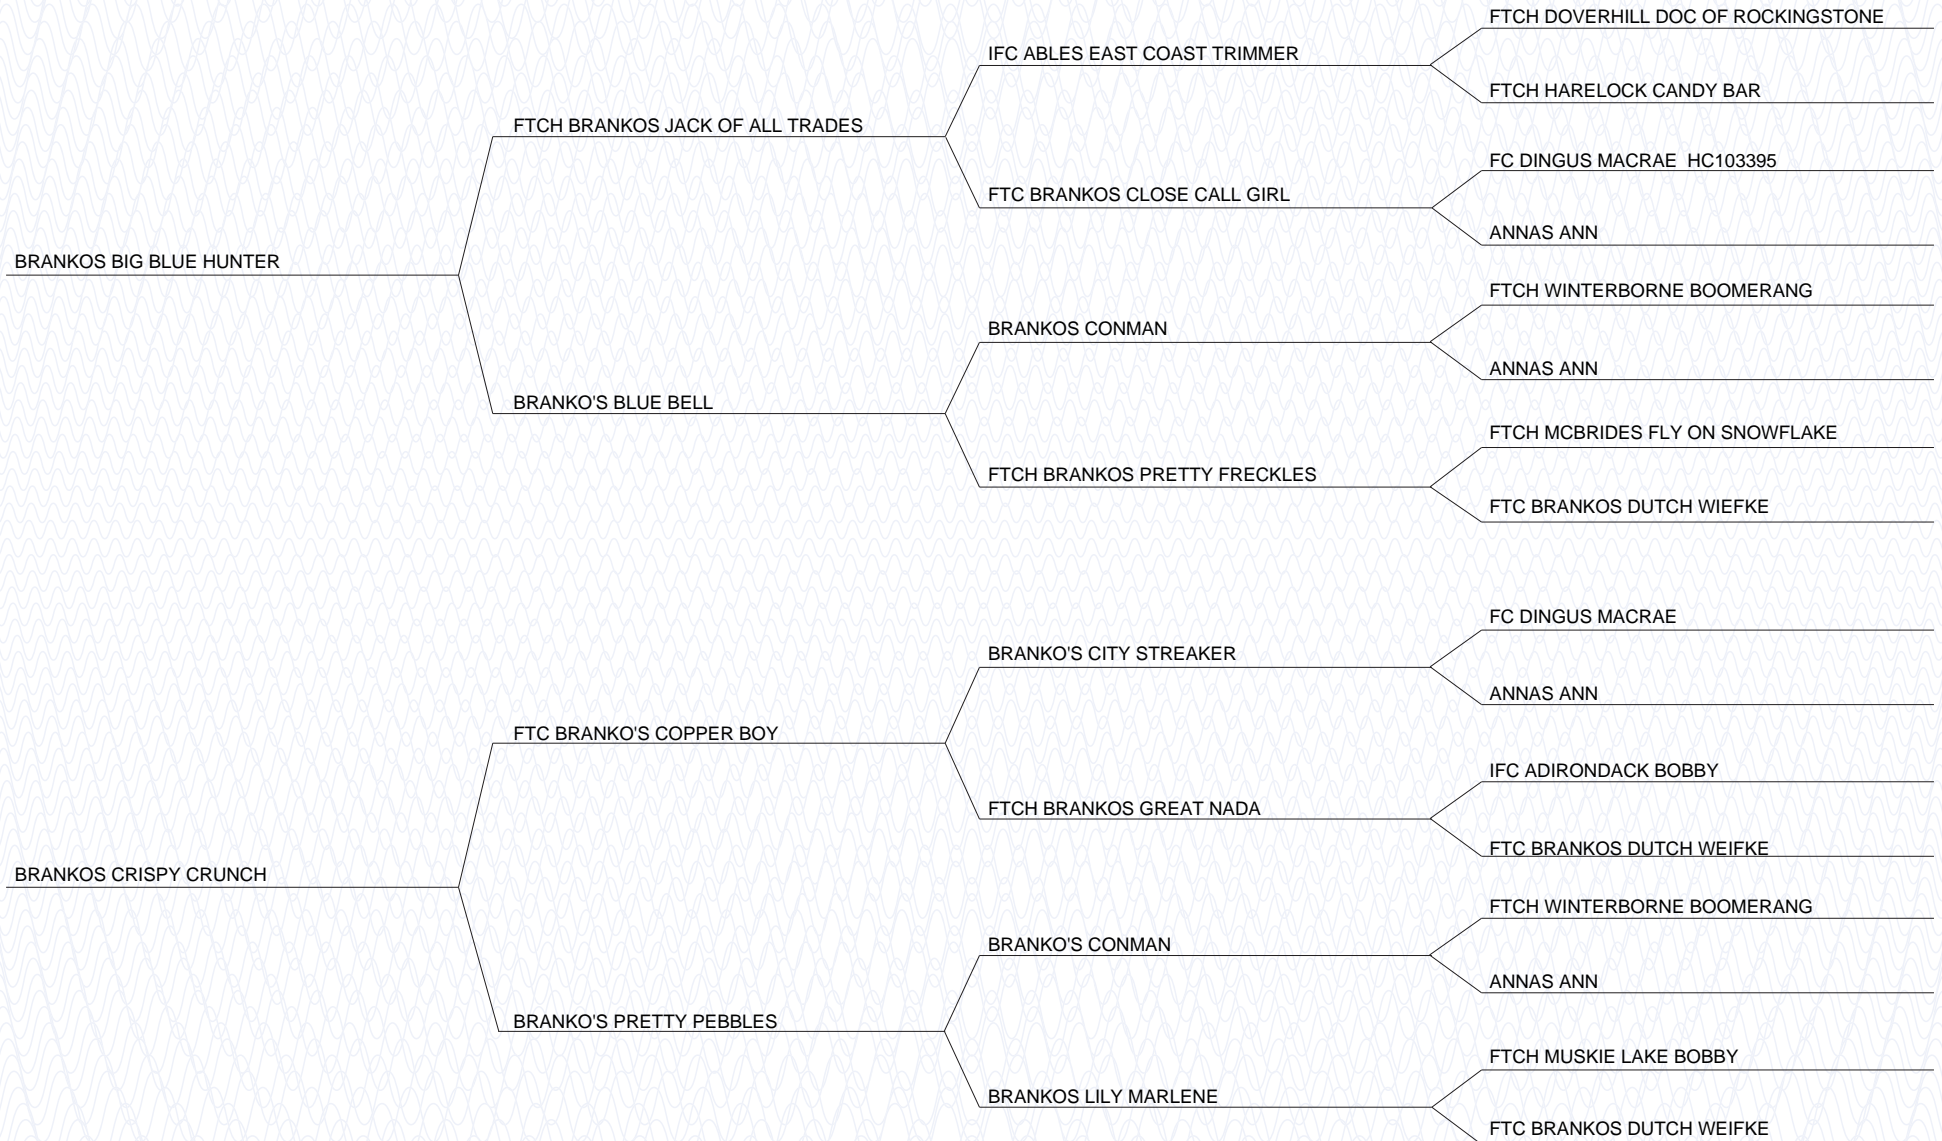 FTCH DOVERHILL DOC OF ROCKINGSTONE
IFC ABLES EAST COAST TRIMMER
FTCH HARELOCK CANDY BAR
FTCH BRANKOS JACK OF ALL TRADES
FC DINGUS MACRAE  HC103395
FTC BRANKOS CLOSE CALL GIRL
ANNAS ANN
BRANKOS BIG BLUE HUNTER
FTCH WINTERBORNE BOOMERANG
BRANKOS CONMAN
ANNAS ANN
BRANKO'S BLUE BELL
FTCH MCBRIDES FLY ON SNOWFLAKE
FTCH BRANKOS PRETTY FRECKLES
FTC BRANKOS DUTCH WIEFKE
FC DINGUS MACRAE
BRANKO'S CITY STREAKER
ANNAS ANN
FTC BRANKO'S COPPER BOY
IFC ADIRONDACK BOBBY
FTCH BRANKOS GREAT NADA
FTC BRANKOS DUTCH WEIFKE
BRANKOS CRISPY CRUNCH
FTCH WINTERBORNE BOOMERANG
BRANKO'S CONMAN
ANNAS ANN
BRANKO'S PRETTY PEBBLES
FTCH MUSKIE LAKE BOBBY
BRANKOS LILY MARLENE
FTC BRANKOS DUTCH WEIFKE